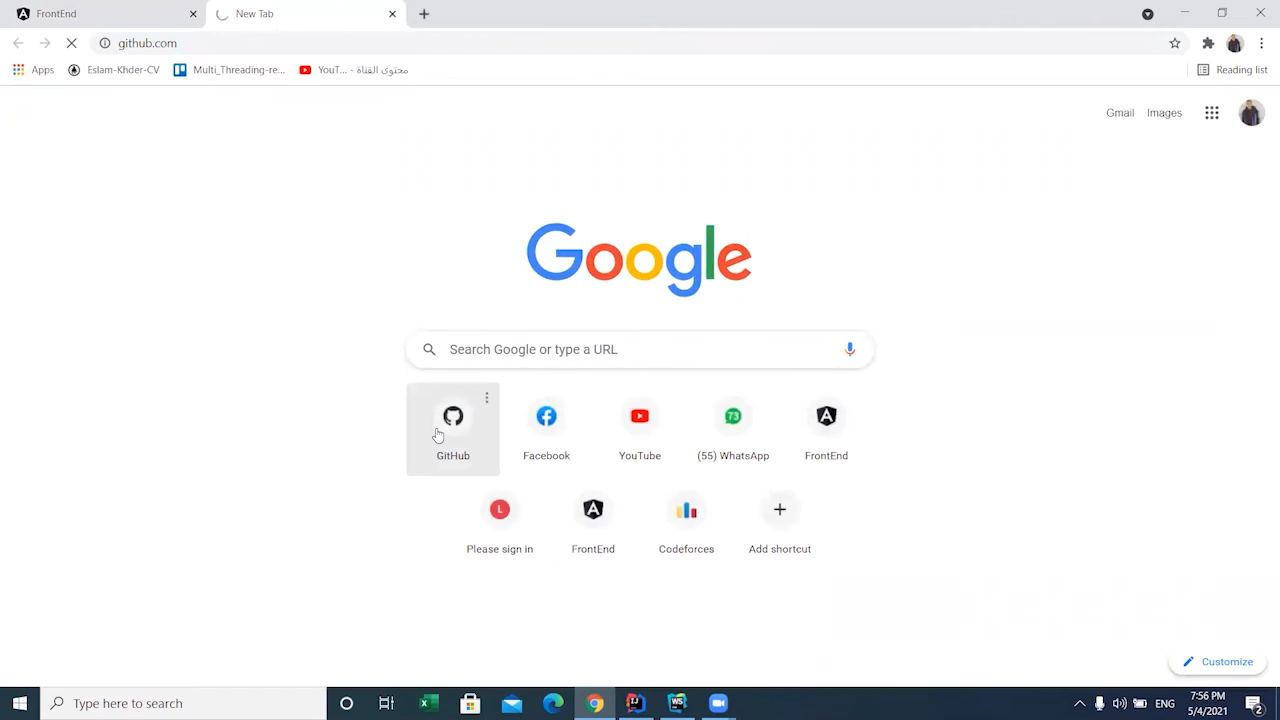 FrontEnd
New Tab
github.com
Apps
Eslam-Khder-CV
Multi_Threading-re...
YouT... - محتوى القناة
Reading list
Gmail
Images
Google
Search Google or type a URL
GitHub
Facebook
YouTube
(55) WhatsApp
FrontEnd
Please sign in
FrontEnd
Codeforces
Add shortcut
Customize
Type here to search
ENG
7:56 PM
5/4/2021